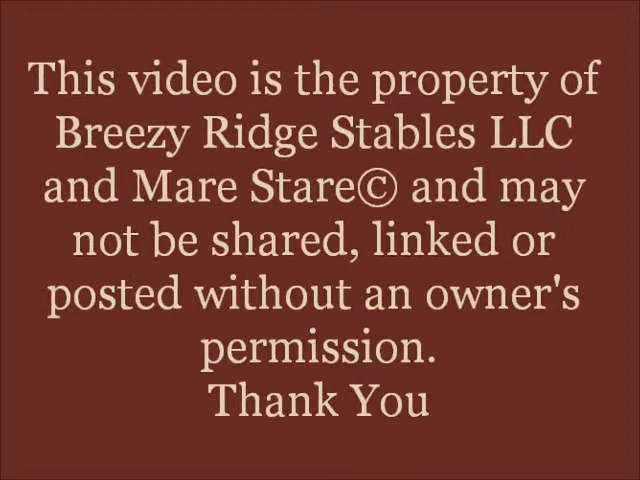 This video is the property of
Breezy Ridge Stables LLC
and Mare Stare© and may
not be shared, linked or
posted without an owner's
permission.
Thank You